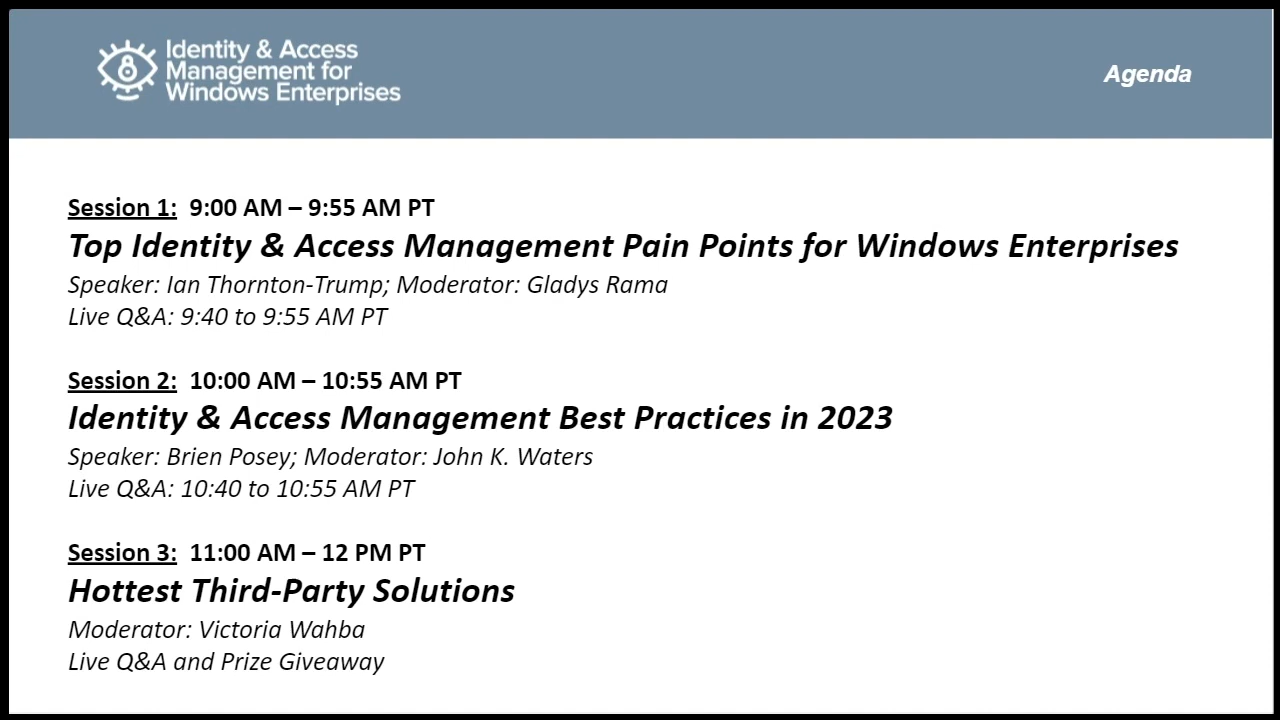 Identity & Access
Management for
Windows Enterprises
Agenda
Session 1: 9:00 AM – 9:55 AM PT
Top Identity & Access Management Pain Points for Windows Enterprises
Speaker: Ian Thornton-Trump; Moderator: Gladys Rama
Live Q&A: 9:40 to 9:55 AM PT
Session 2: 10:00 AM – 10:55 AM PT
Identity & Access Management Best Practices in 2023
Speaker: Brien Posey; Moderator: John K. Waters
Live Q&A: 10:40 to 10:55 AM PT
Session 3: 11:00 AM – 12 PM PT
Hottest Third-Party Solutions
Moderator: Victoria Wahba
Live Q&A and Prize Giveaway